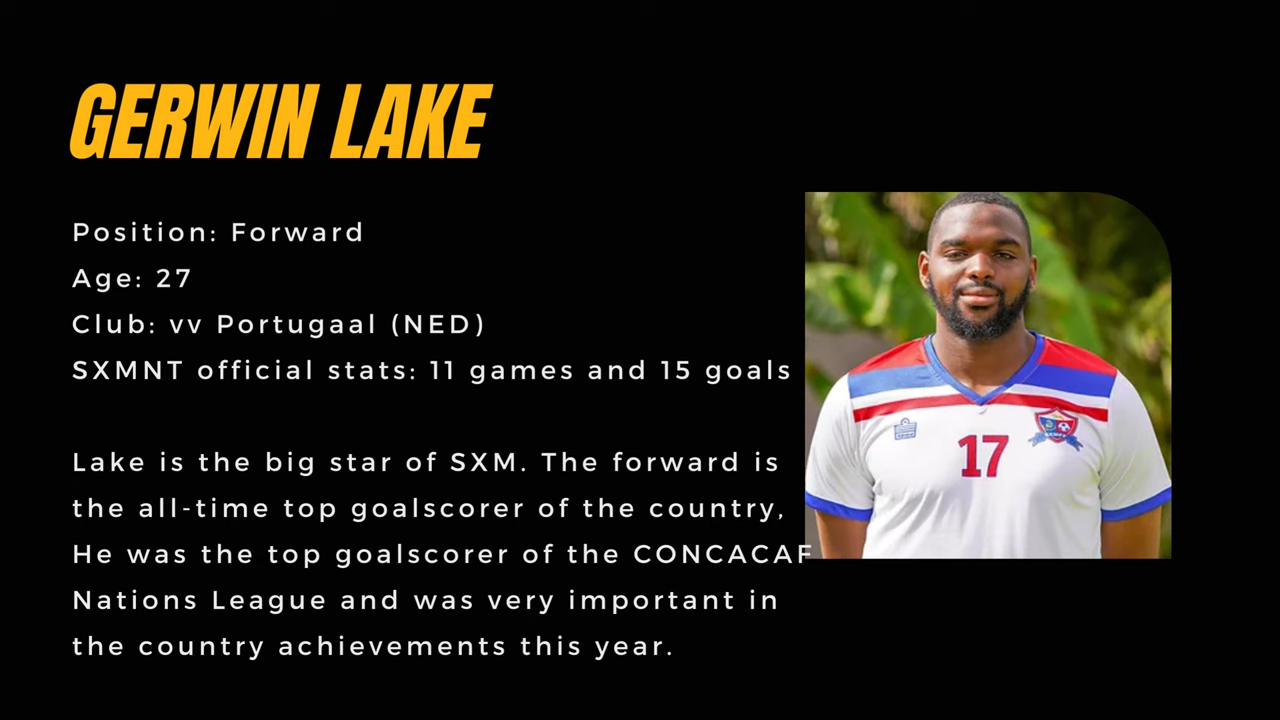 GERWIN LAKE
Position: Forward
Age: 27
Club: vv Portugaal (NED)
SXMNT official stats: 11 games and 15 goals
Lake is the big star of SXM. The forward is
the all-time top goalscorer of the country,
He was the top goalscorer of the CONCACAF
Nations League and was very important in
the country achievements this year.
17